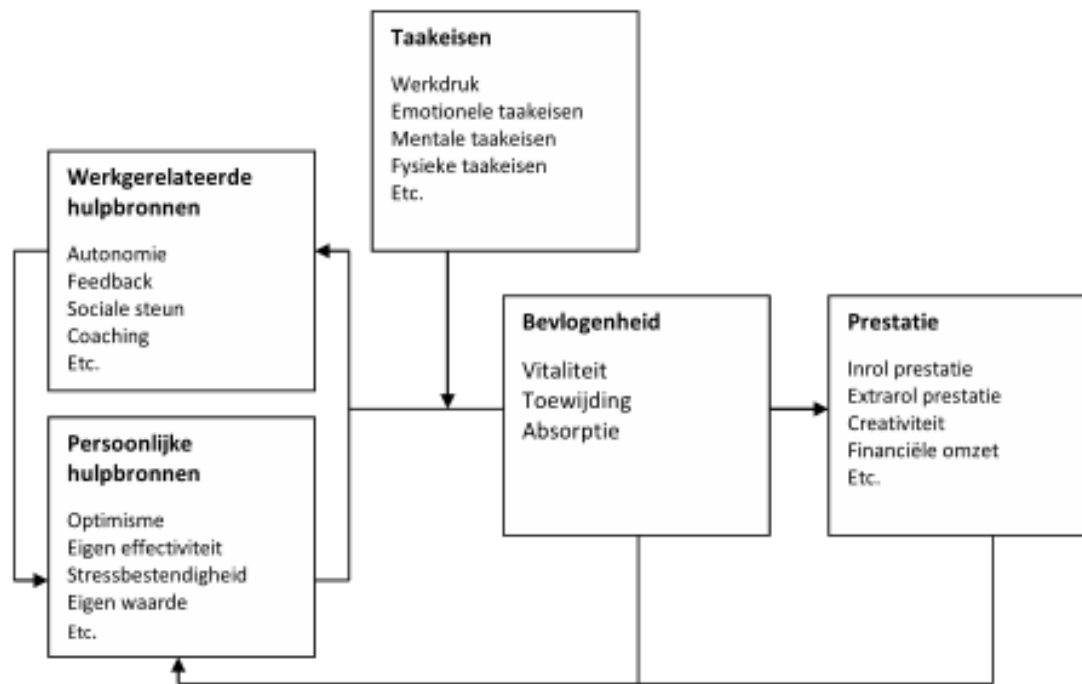 Taakeisen
Werkdruk
Emotionele taakeisen
Mentale taakeisen
Fysieke taakeisen
Etc.
Werkgerelateerde
hulpbronnen
Autonomie
Feedback
Sociale steun
Coaching
Etc.
Persoonlijke
hulpbronnen
Optimisme
Eigen effectiviteit
Stressbestendigheid
Eigen waarde
Etc.
Bevlogenheid
Vitaliteit
Toewijding
Absorptie
Prestatie
Inrol prestatie
Extrarol prestatie
Creativiteit
Financiële omzet
Etc.